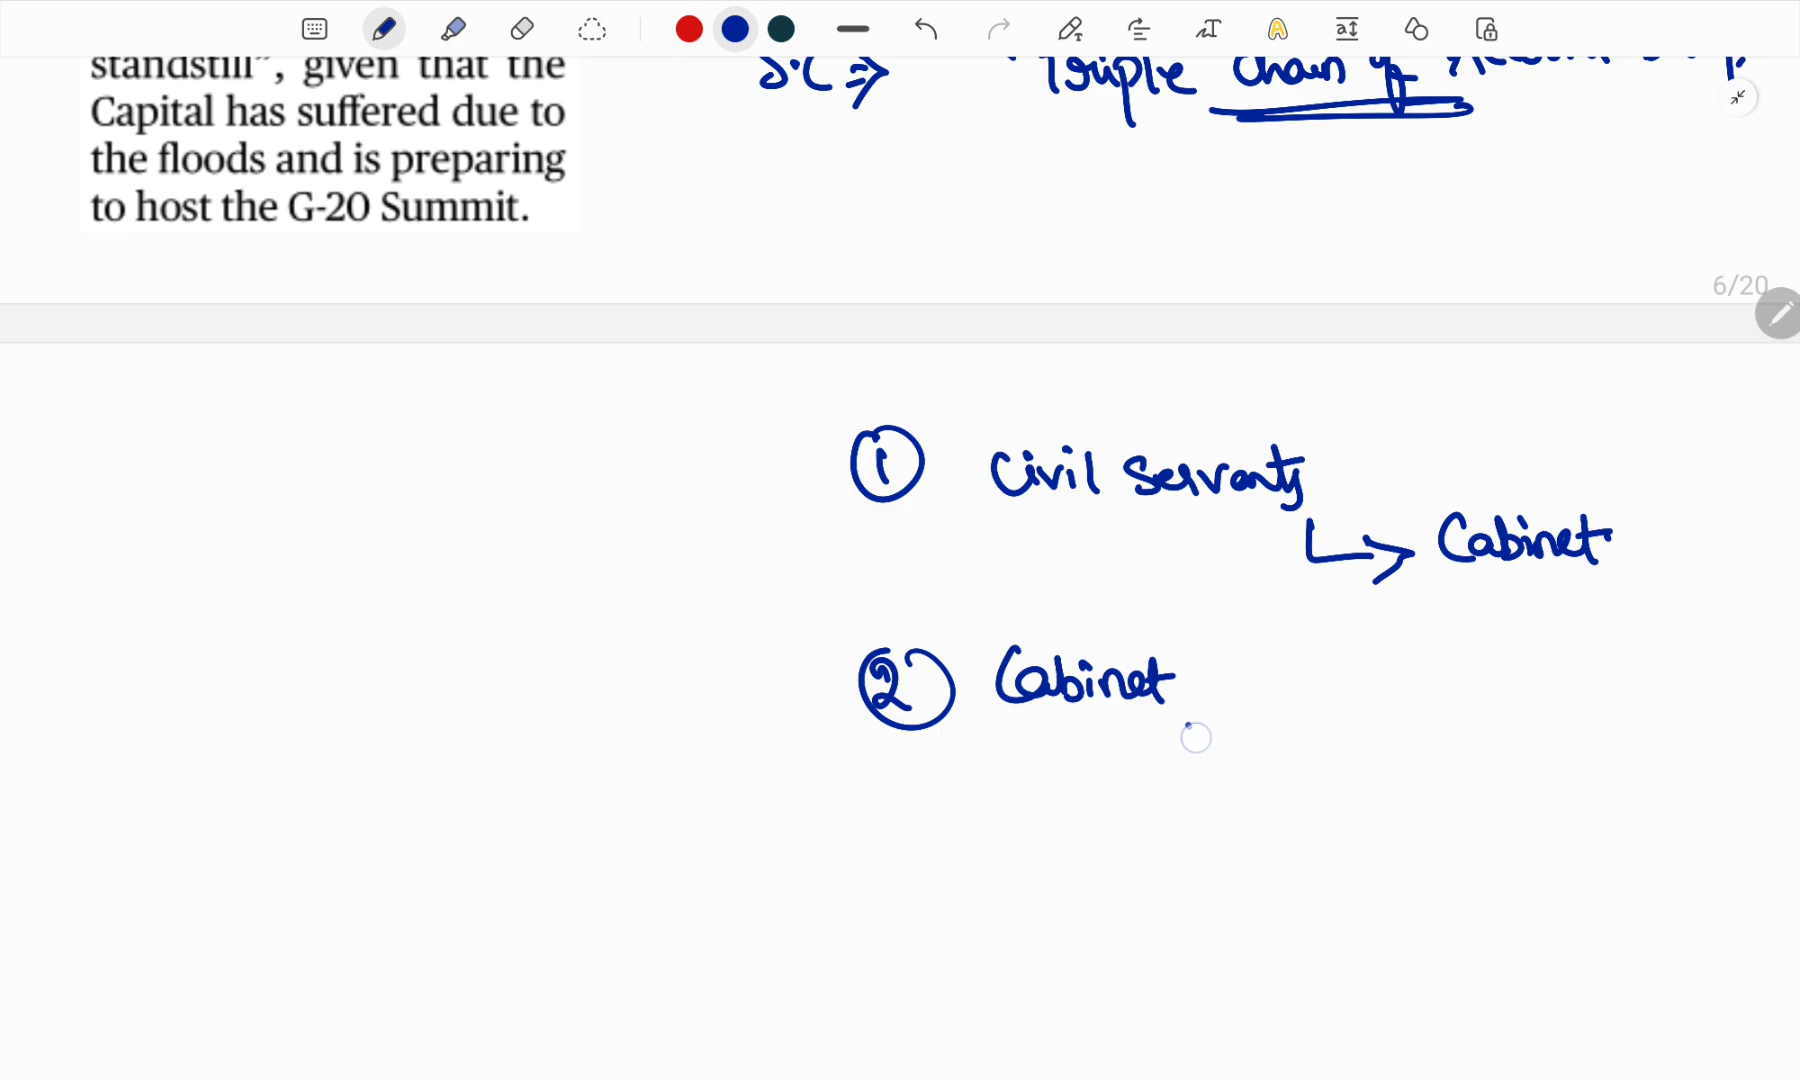 standstill", given that the
Capital has suffered due to
the floods and is preparing
to host the G-20 Summit.
S.C ⇒ Triple Chain of
6/20
① Civil Servants
↳ Cabinet
② Cabinet